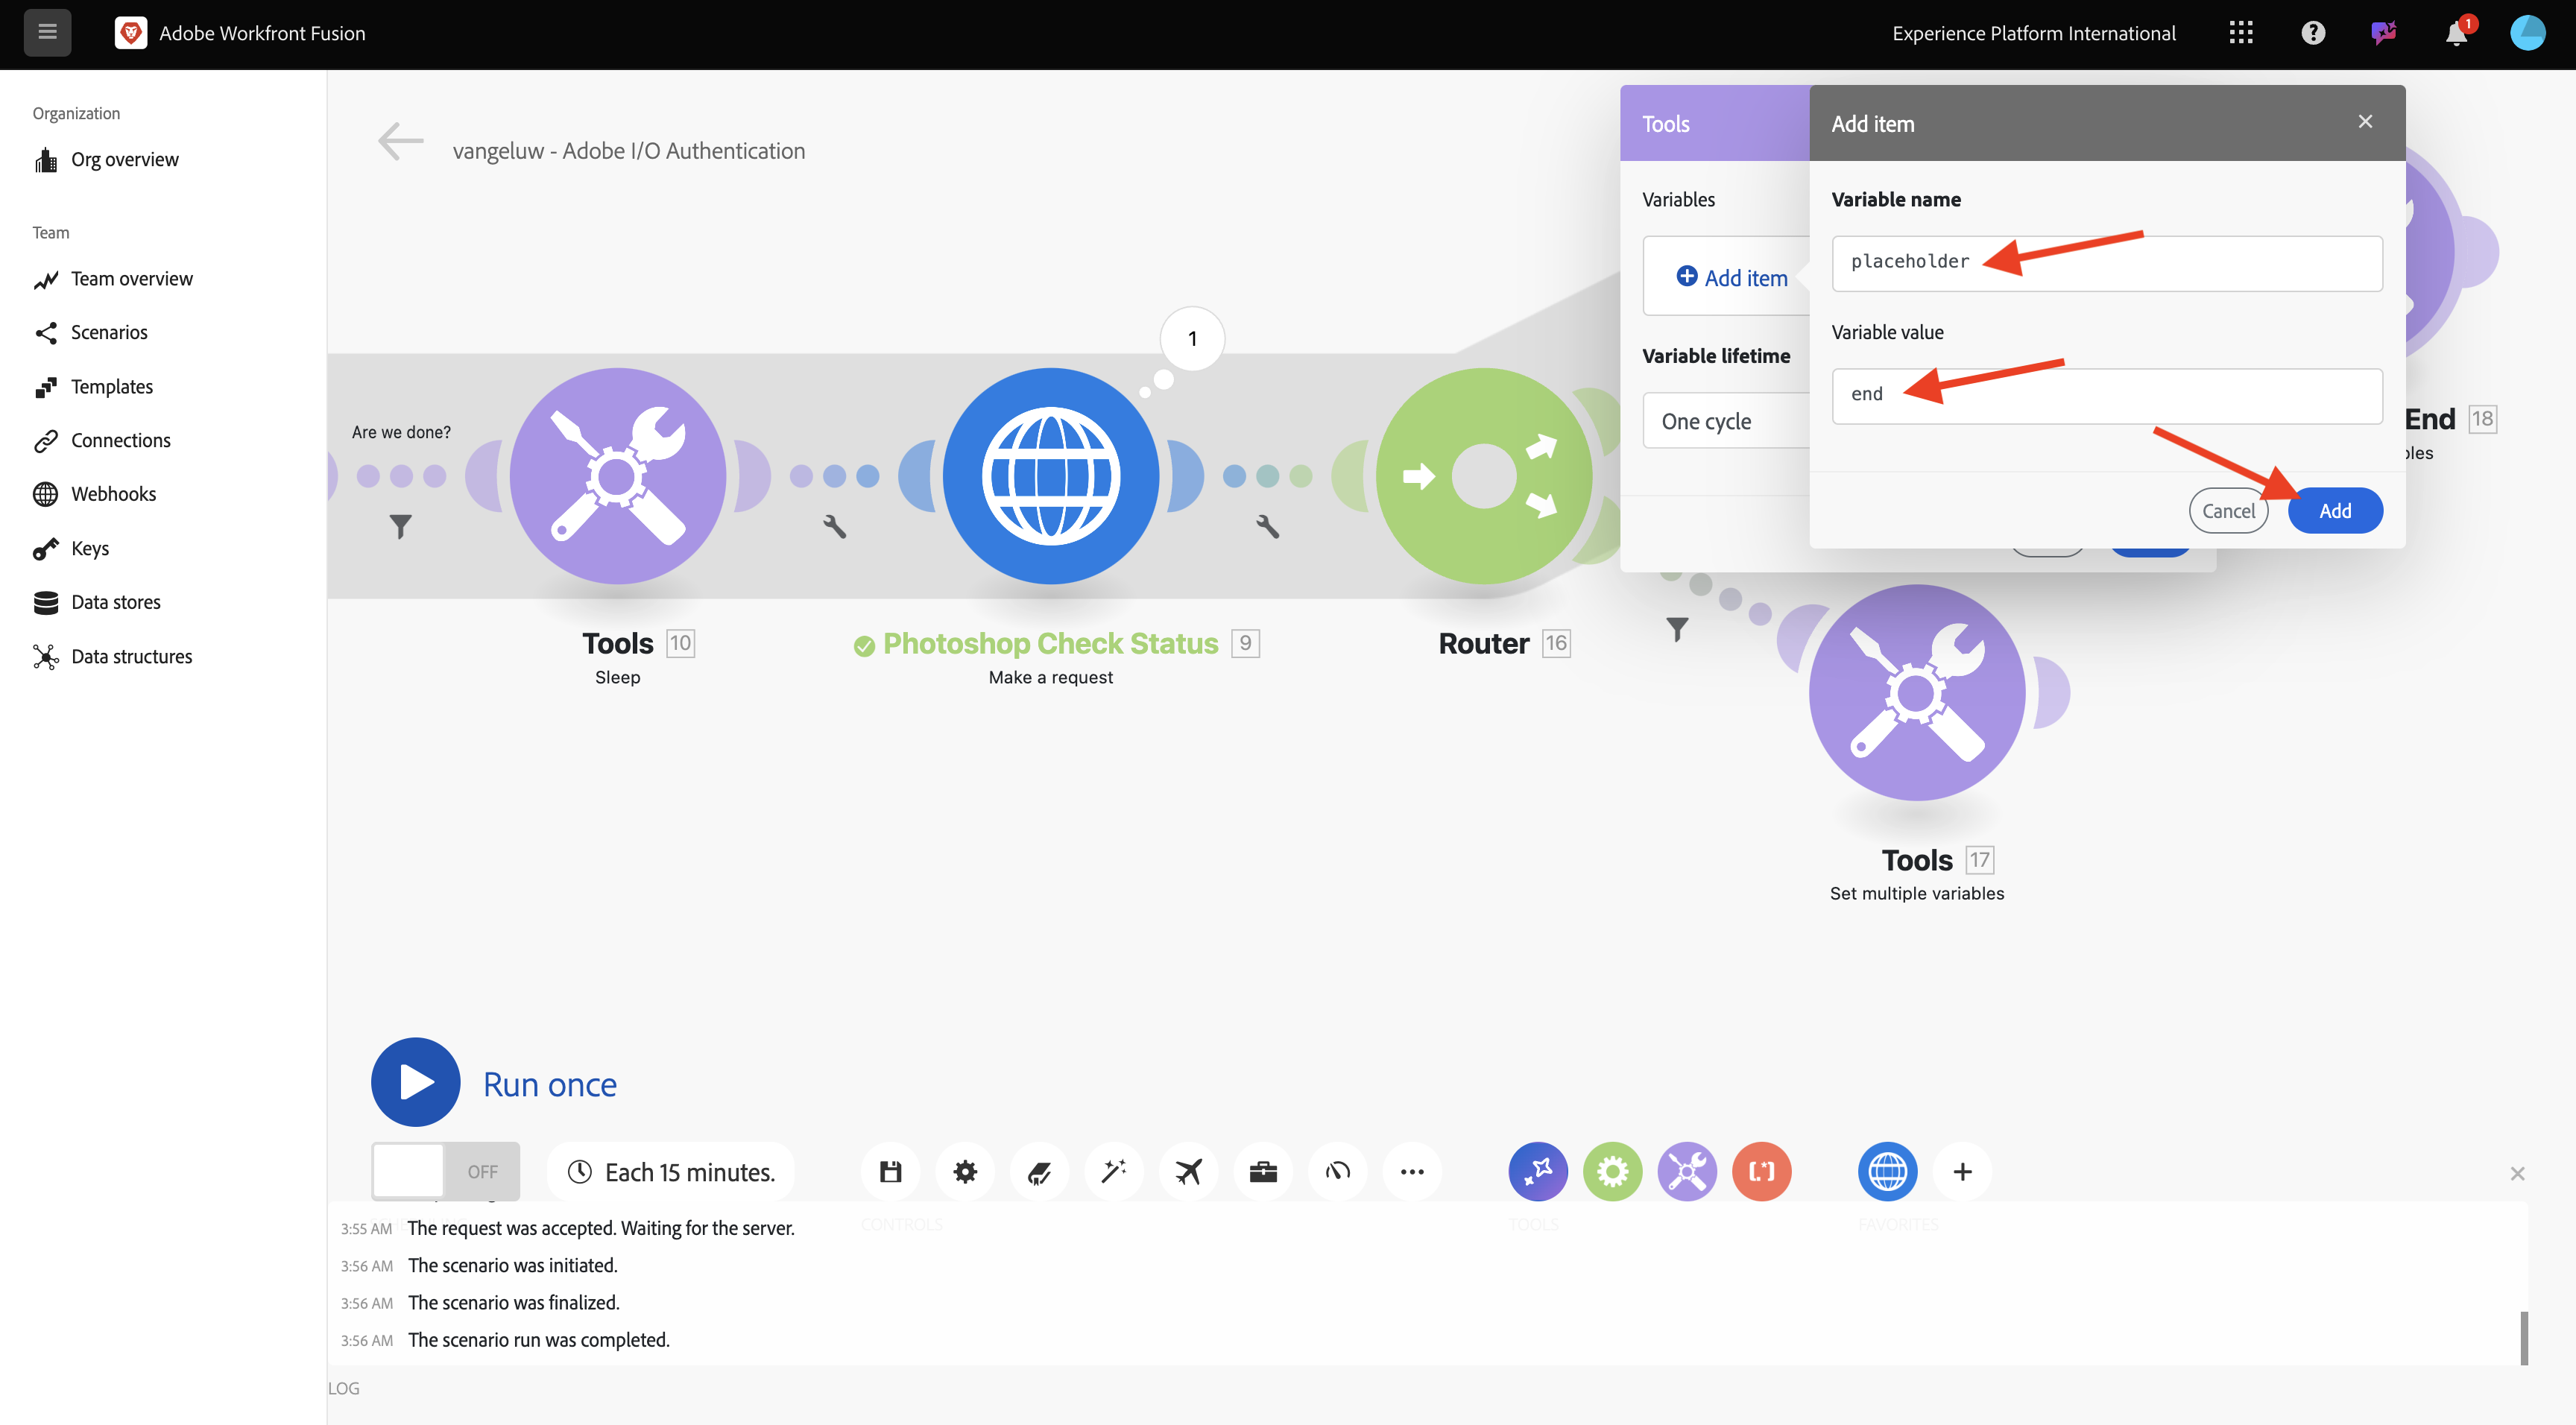 Adobe Workfront Fusion
Experience Platform International
1
Organization
Org overview
Team
Team overview
Scenarios
Templates
Connections
Webhooks
Keys
Data stores
Data structures
vangeluw - Adobe I/O Authentication
Tools
Variables
Add item
Variable lifetime
One cycle
Add item
Variable name
placeholder
Variable value
end
Cancel
Add
1
Are we done?
End 18
Tools 10
Sleep
Photoshop Check Status 9
Make a request
Router 16
Tools 17
Set multiple variables
Run once
OFF
Each 15 minutes.
CONTROLS
TOOLS
FAVORITES
3:55 AM The request was accepted. Waiting for the server.
3:56 AM The scenario was initiated.
3:56 AM The scenario was finalized.
3:56 AM The scenario run was completed.
LOG